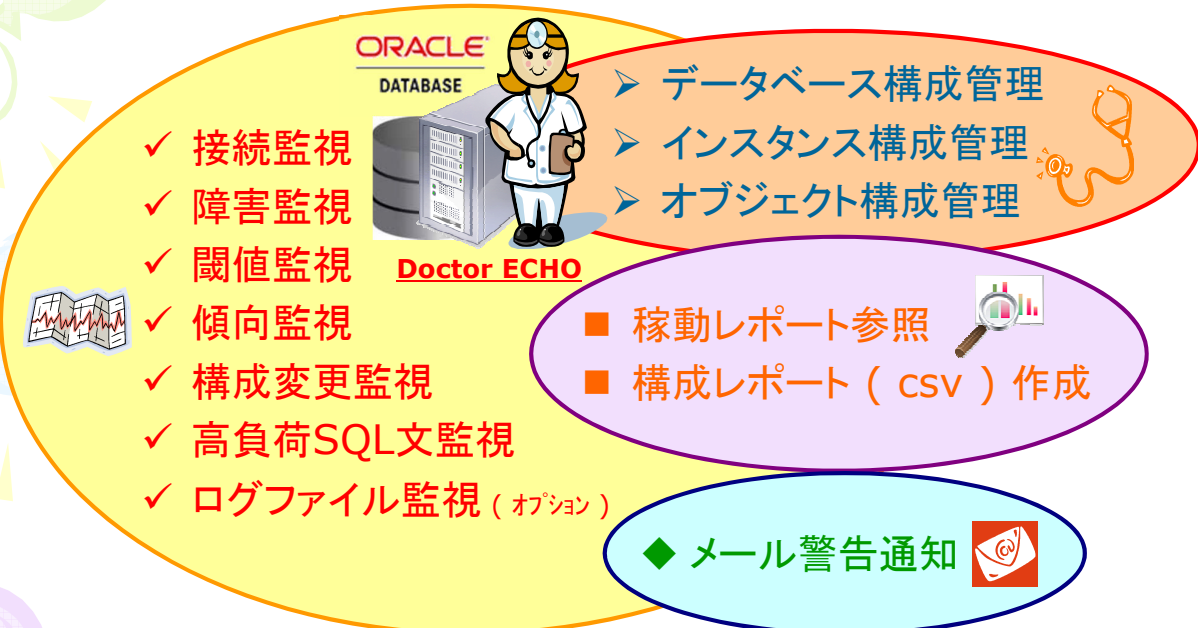 ORACLE
DATABASE
✓ 接続監視
✓ 障害監視
✓ 閾値監視
✓ 傾向監視
✓ 構成変更監視
✓ 高負荷SQL文監視
✓ ログファイル監視 ( オプション )
Doctor ECHO
➢ データベース構成管理
➢ インスタンス構成管理
➢ オブジェクト構成管理
■ 稼動レポート参照
■ 構成レポート ( csv ) 作成
◆ メール警告通知